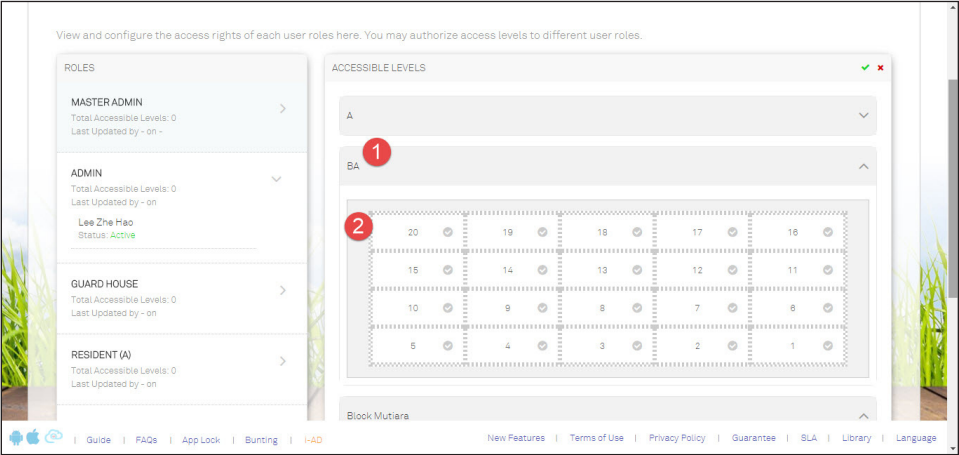 View and configure the access rights of each user roles here. You may authorize access levels to different user roles.
ROLES
MASTER ADMIN
Total Accessible Levels: 0
Last Updated by - on -
ADMIN
Total Accessible Levels: 0
Last Updated by - on
Lee Zhe Hao
Status: Active
GUARD HOUSE
Total Accessible Levels: 0
Last Updated by - on
RESIDENT (A)
Total Accessible Levels: 0
Last Updated by - on
ACCESSIBLE LEVELS
A
BA
1
2
20 19 18 17 16
15 14 13 12 11
10 9 8 7 6
5 4 3 2 1
Block Mutiara
| Guide | FAQs | App Lock | Bunting | i-AD
New Features | Terms of Use | Privacy Policy | Guarantee | SLA | Library | Language